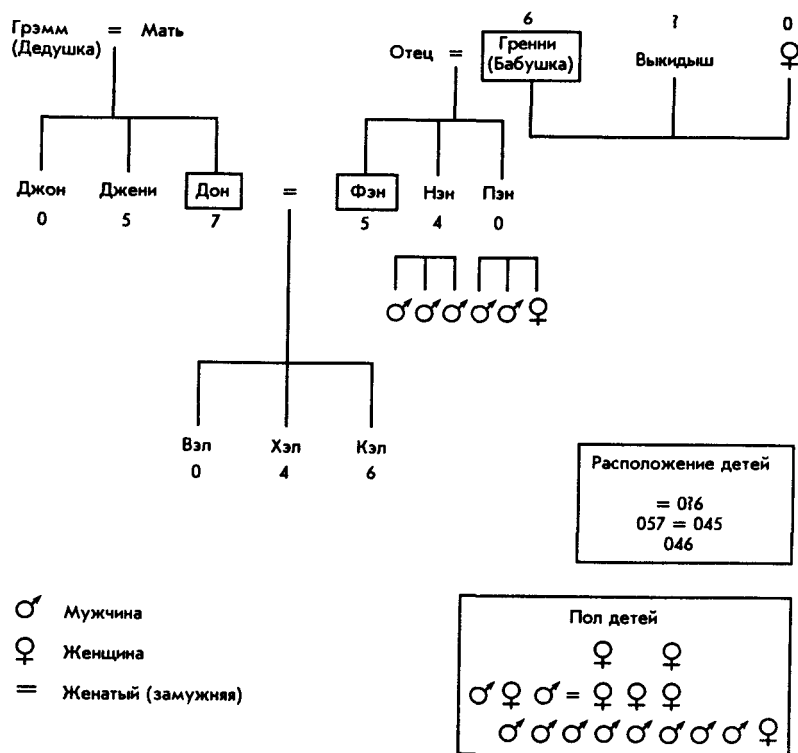 Грэмм = Мать
(Дедушка)
6 ? 0
Отец = Гренни
(Бабушка)
Выкидыш ♀
Джон Джени Дон = Фэн Нэн Пэн
0 5 7 5 4 0
♂♂♂ ♂♂♀
Вэл Хэл Кэл
0 4 6
Расположение детей
= 0?6
057 = 045
046
♂ Мужчина
♀ Женщина
= Женатый (замужняя)
Пол детей
♀ ♀
♂ ♀ ♂ = ♀ ♀ ♀
♂♂♂♂♂♂♂♂♀